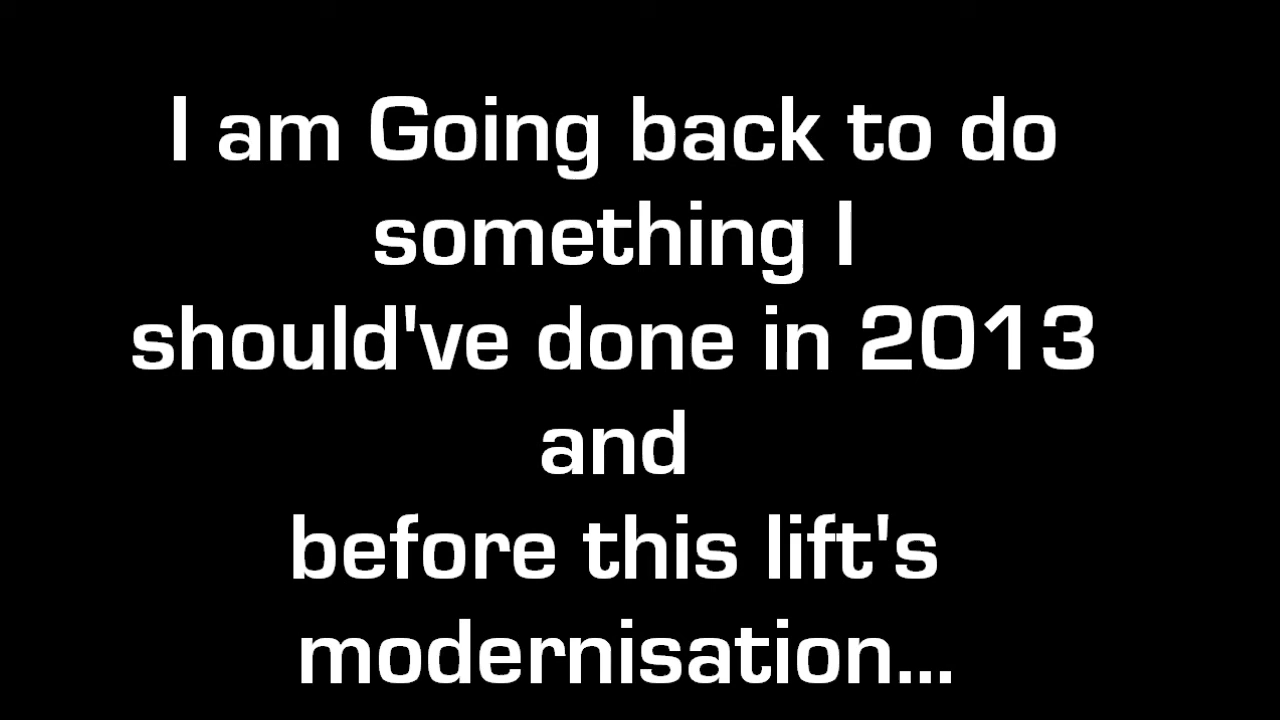 I am Going back to do
something I
should've done in 2013
and
before this lift's
modernisation...